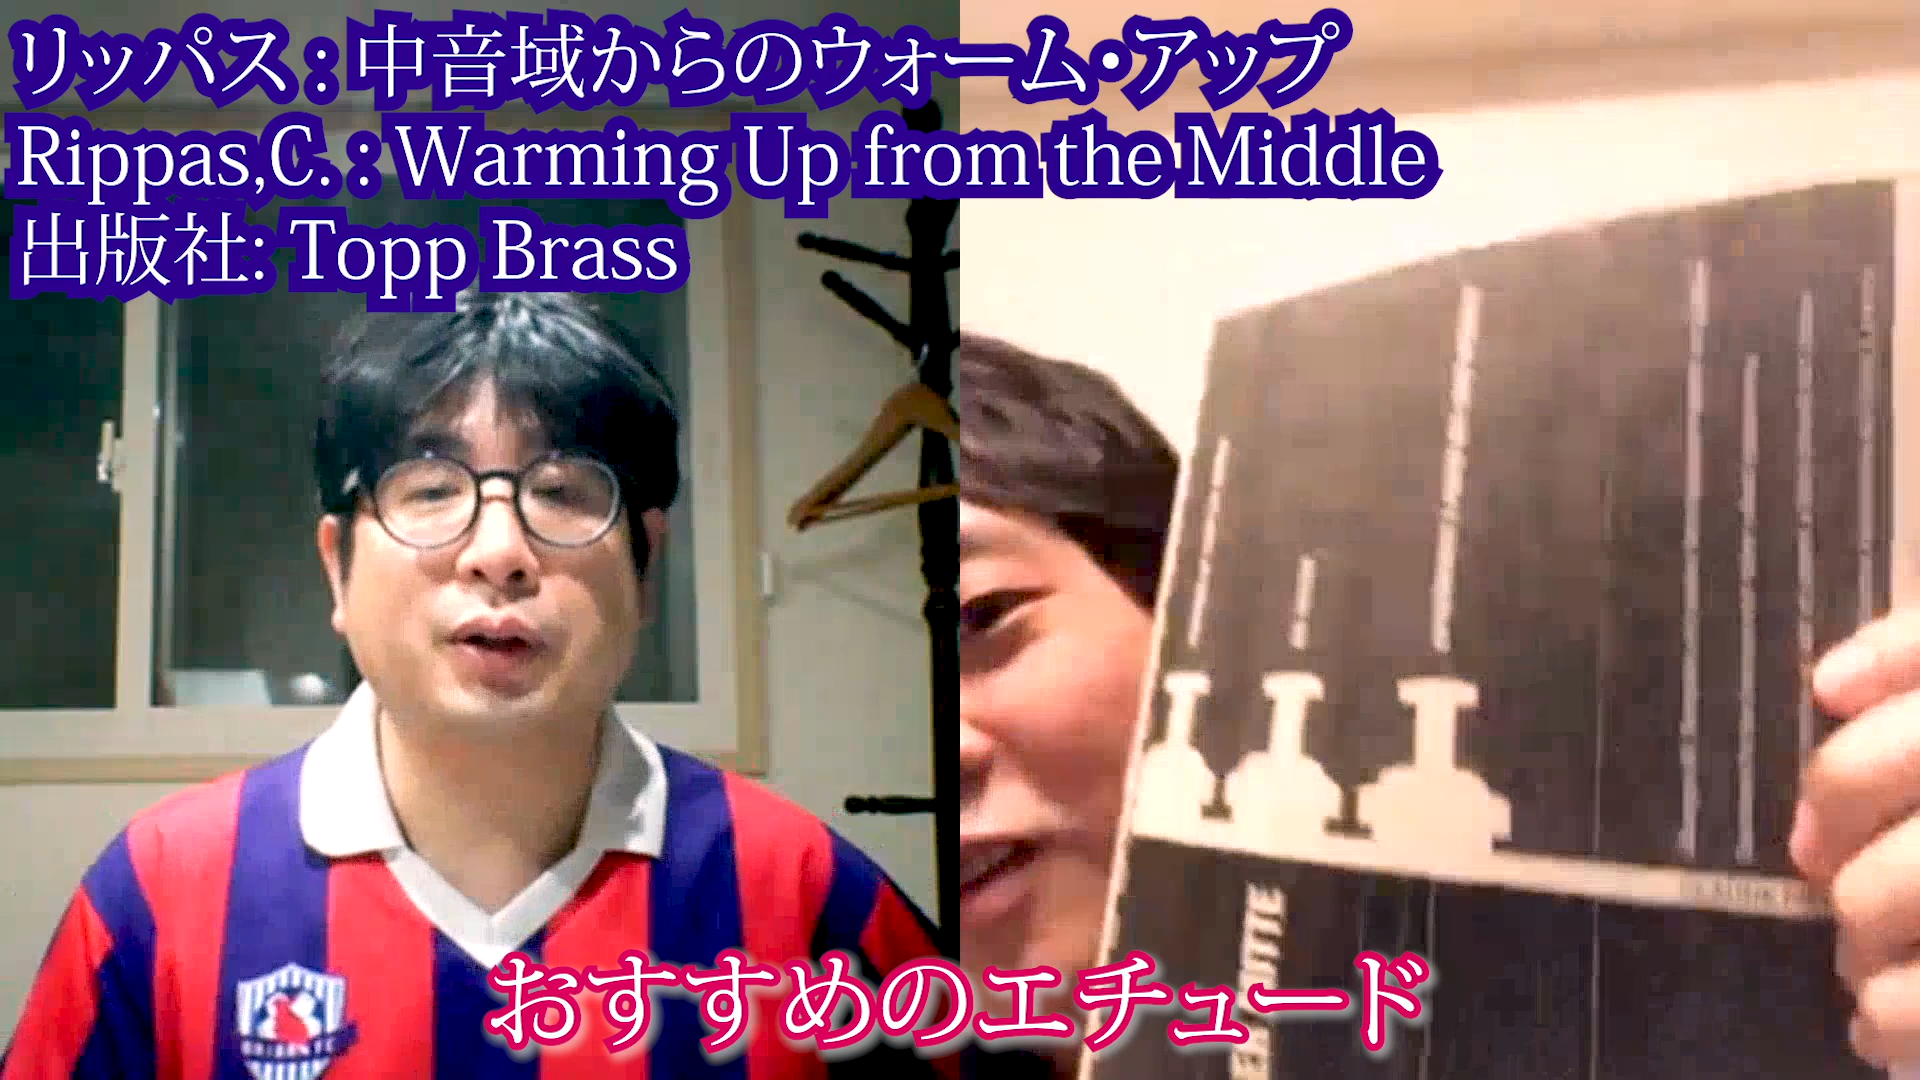 リッパス : 中音域からのウォーム・アップ
Rippas,C. : Warming Up from the Middle
出版社: Topp Brass
おすすめのエチュード